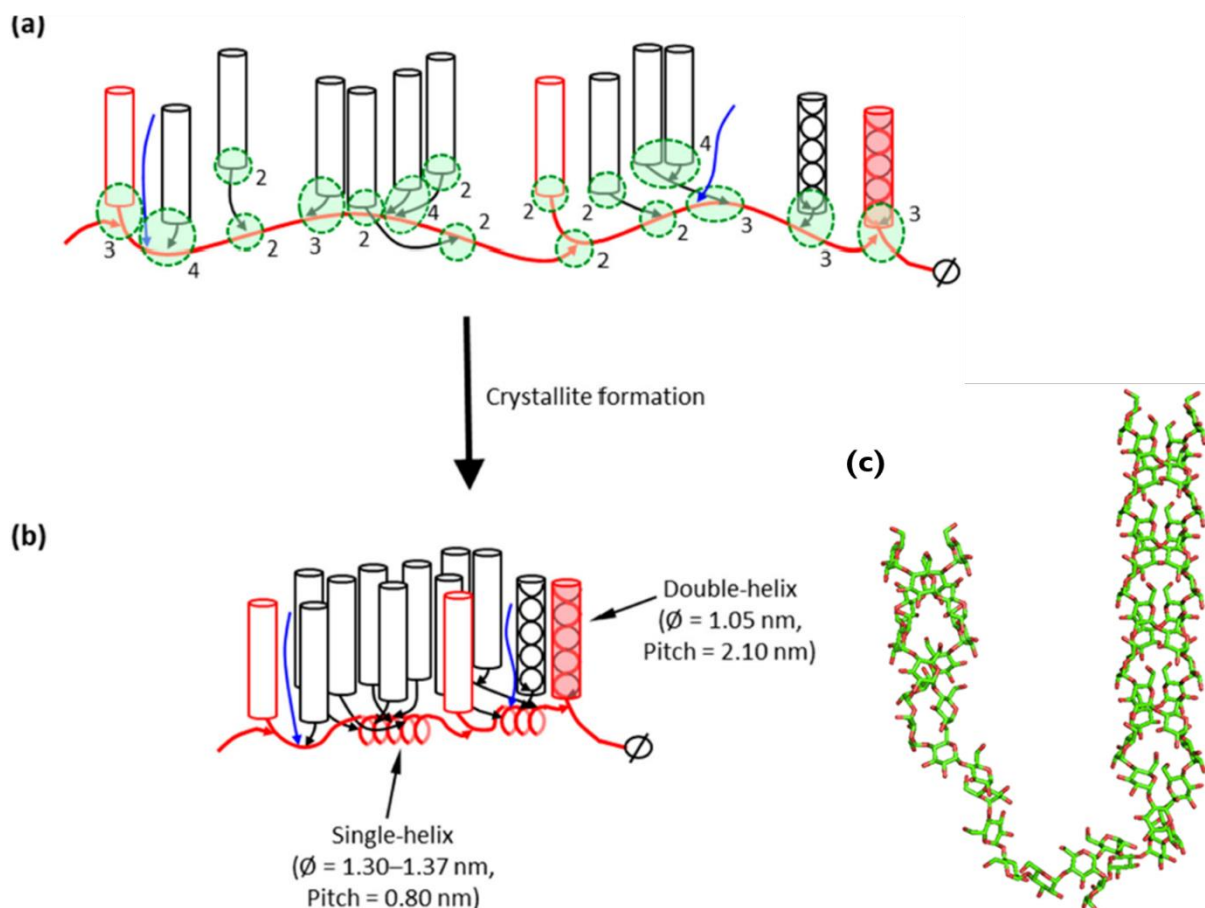 (a)
4
2
2
2
2
4
2
3
3
2
2
2
3
3
4
2
3
Ø
Crystallite formation
(b)
(c)
Double-helix
(Ø = 1.05 nm,
Pitch = 2.10 nm)
Ø
Single-helix
(Ø = 1.30–1.37 nm,
Pitch = 0.80 nm)